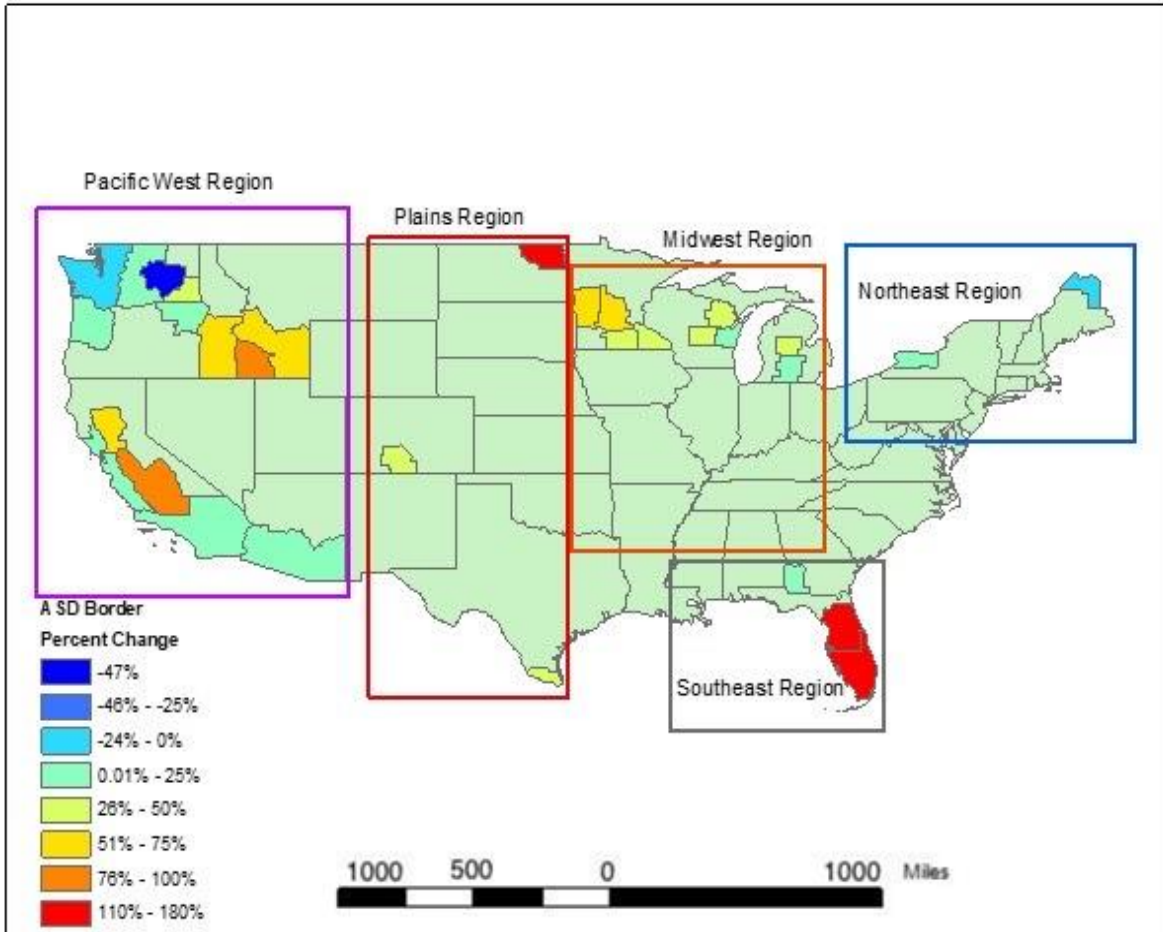 Pacific West Region
Plains Region
Midwest Region
Northeast Region
Southeast Region
ASD Border
Percent Change
-47%
-46% - -25%
-24% - 0%
0.01% - 25%
26% - 50%
51% - 75%
76% - 100%
110% - 180%
1000 500 0 1000 Miles